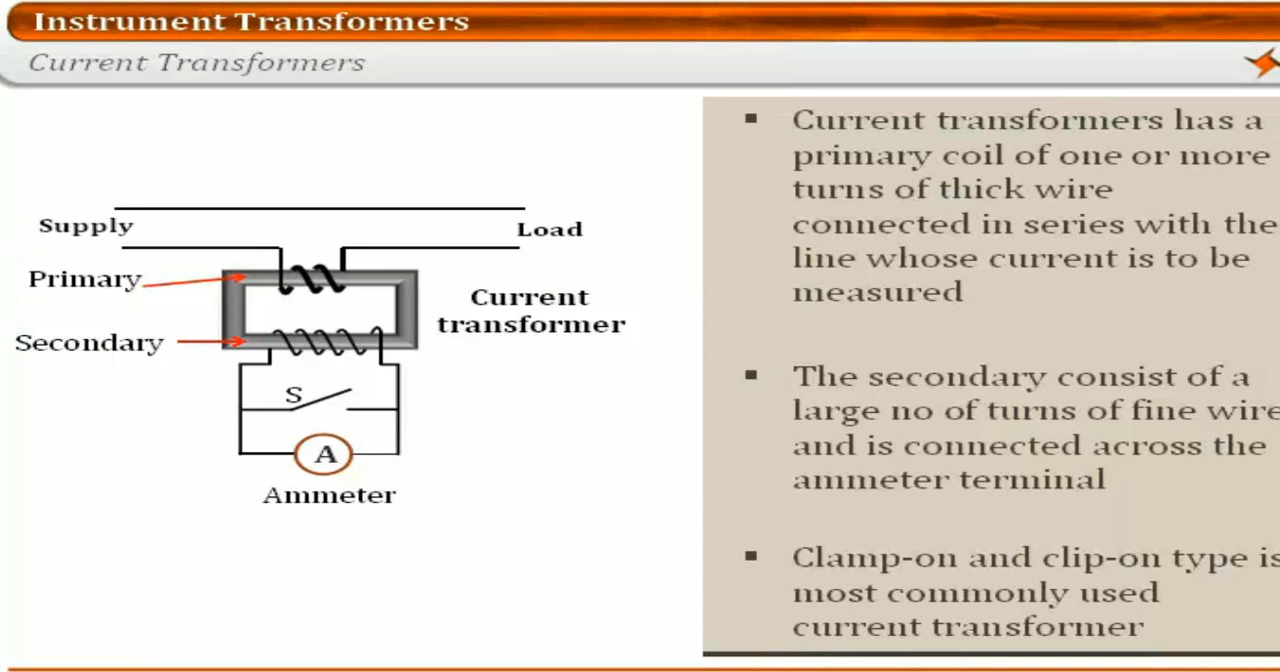 Instrument Transformers
Current Transformers
Supply
Load
Primary
Current
transformer
Secondary
S
A
Ammeter
▪ Current transformers has a
primary coil of one or more
turns of thick wire
connected in series with the
line whose current is to be
measured
▪ The secondary consist of a
large no of turns of fine wire
and is connected across the
ammeter terminal
▪ Clamp-on and clip-on type is
most commonly used
current transformer